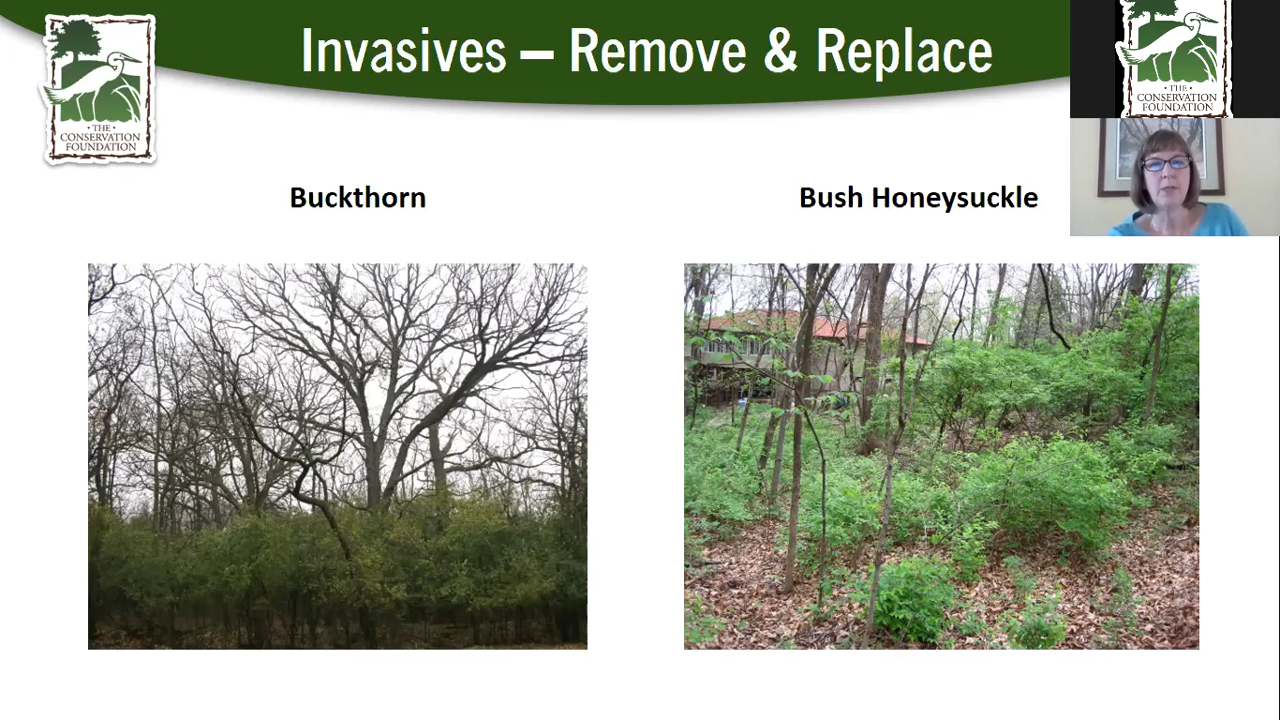 Invasives – Remove & Replace
• THE •
CONSERVATION
FOUNDATION
• THE •
CONSERVATION
FOUNDATION
Buckthorn
Bush Honeysuckle